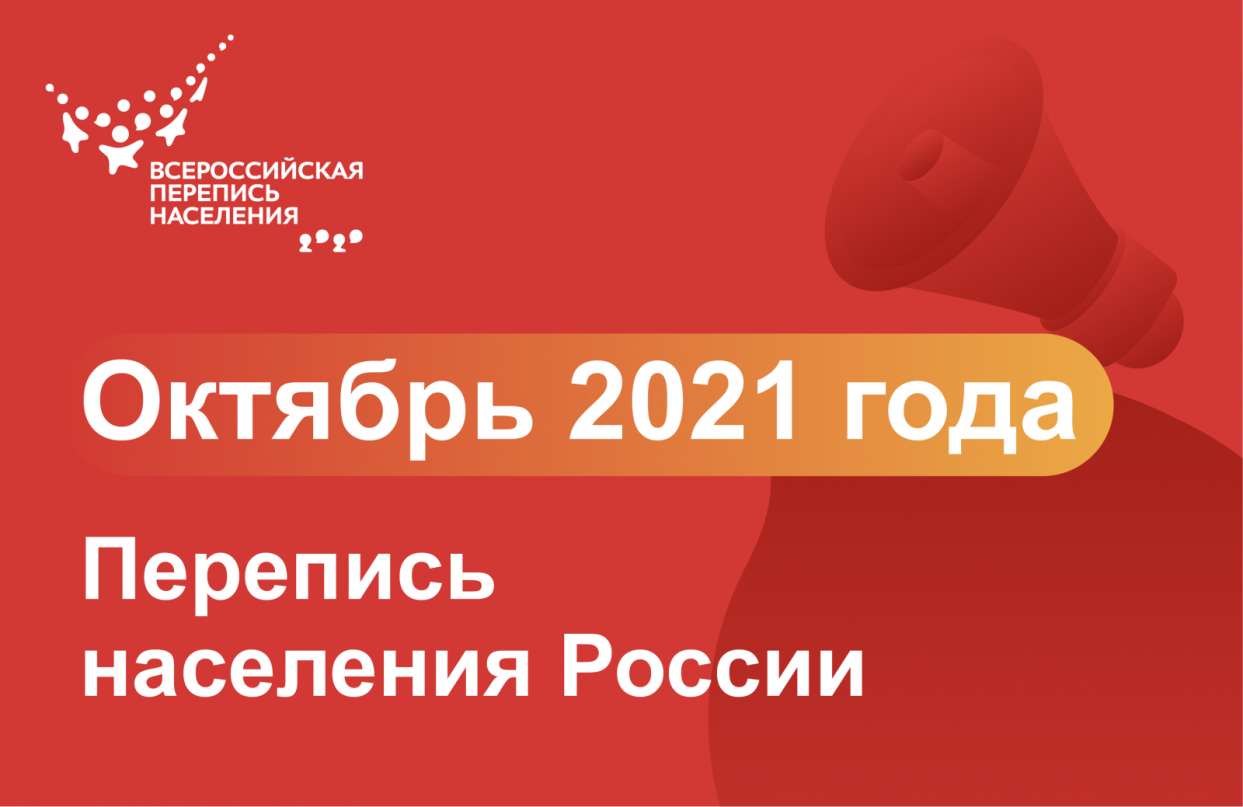 ВСЕРОССИЙСКАЯ
ПЕРЕПИСЬ
НАСЕЛЕНИЯ
2020
Октябрь 2021 года
Перепись
населения России